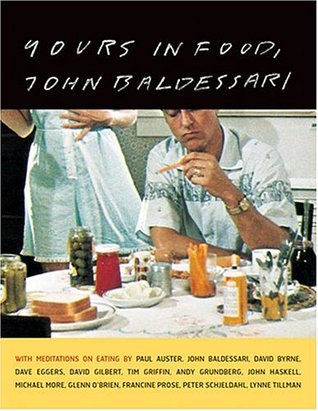 YOURS IN FOOD,
JOHN BALDESSARI
WITH MEDITATIONS ON EATING BY PAUL AUSTER, JOHN BALDESSARI, DAVID BYRNE,
DAVE EGGERS, DAVID GILBERT, TIM GRIFFIN, ANDY GRUNDBERG, JOHN HASKELL,
MICHAEL MORE, GLENN O'BRIEN, FRANCINE PROSE, PETER SCHJELDAHL, LYNNE TILLMAN